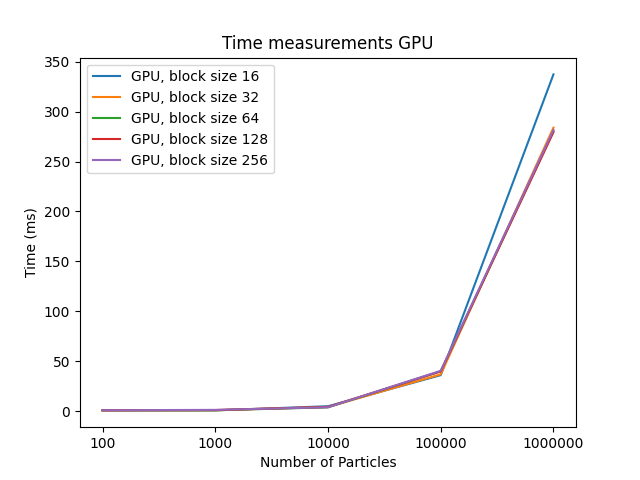 Time measurements GPU
GPU, block size 16
GPU, block size 32
GPU, block size 64
GPU, block size 128
GPU, block size 256
Time (ms)
350
300
250
200
150
100
50
0
100
1000
10000
100000
1000000
Number of Particles